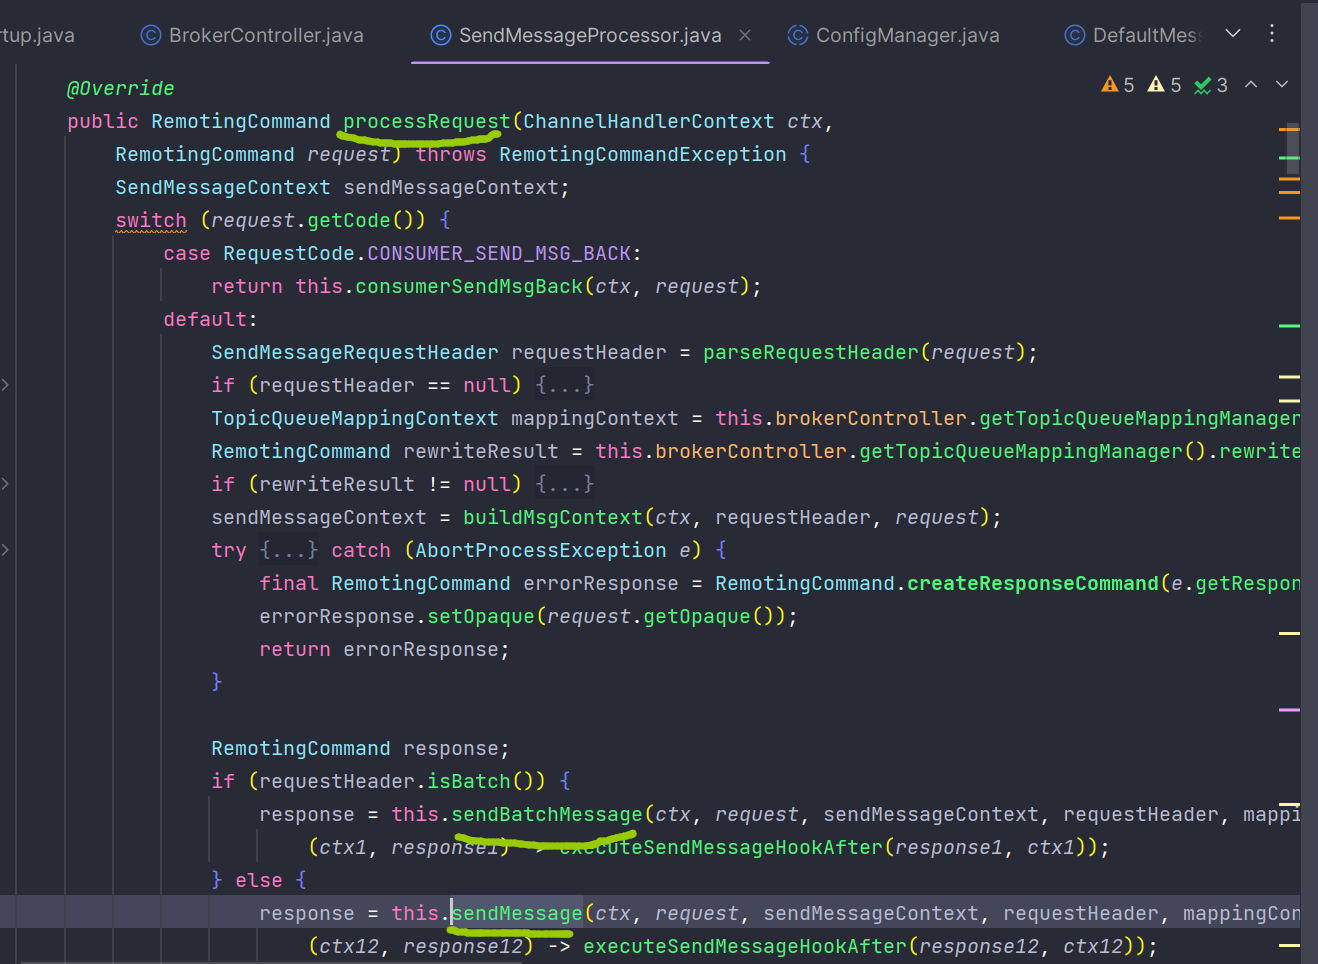 rtup.java BrokerController.java SendMessageProcessor.java ConfigManager.java DefaultMess
5 5 3
@Override
public RemotingCommand processRequest(ChannelHandlerContext ctx,
RemotingCommand request) throws RemotingCommandException {
SendMessageContext sendMessageContext;
switch (request.getCode()) {
case RequestCode.CONSUMER_SEND_MSG_BACK:
return this.consumerSendMsgBack(ctx, request);
default:
SendMessageRequestHeader requestHeader = parseRequestHeader(request);
if (requestHeader == null) {...}
TopicQueueMappingContext mappingContext = this.brokerController.getTopicQueueMappingManager
RemotingCommand rewriteResult = this.brokerController.getTopicQueueMappingManager().rewrite
if (rewriteResult != null) {...}
sendMessageContext = buildMsgContext(ctx, requestHeader, request);
try {...} catch (AbortProcessException e) {
final RemotingCommand errorResponse = RemotingCommand.createResponseCommand(e.getRespon
errorResponse.setOpaque(request.getOpaque());
return errorResponse;
}
RemotingCommand response;
if (requestHeader.isBatch()) {
response = this.sendBatchMessage(ctx, request, sendMessageContext, requestHeader, mappi
(ctx1, response1) -> executeSendMessageHookAfter(response1, ctx1));
} else {
response = this.sendMessage(ctx, request, sendMessageContext, requestHeader, mappingCon
(ctx12, response12) -> executeSendMessageHookAfter(response12, ctx12));